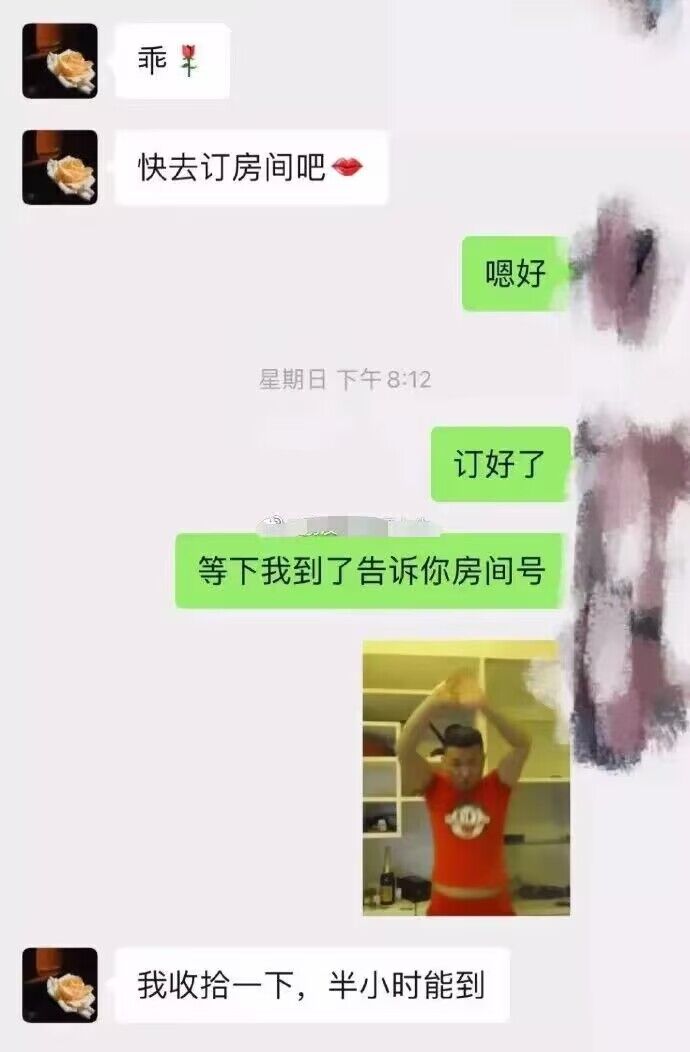 乖🌹
快去订房间吧💋
嗯好
星期日 下午 8:12
订好了
等下我到了告诉你房间号
我收拾一下，半小时能到